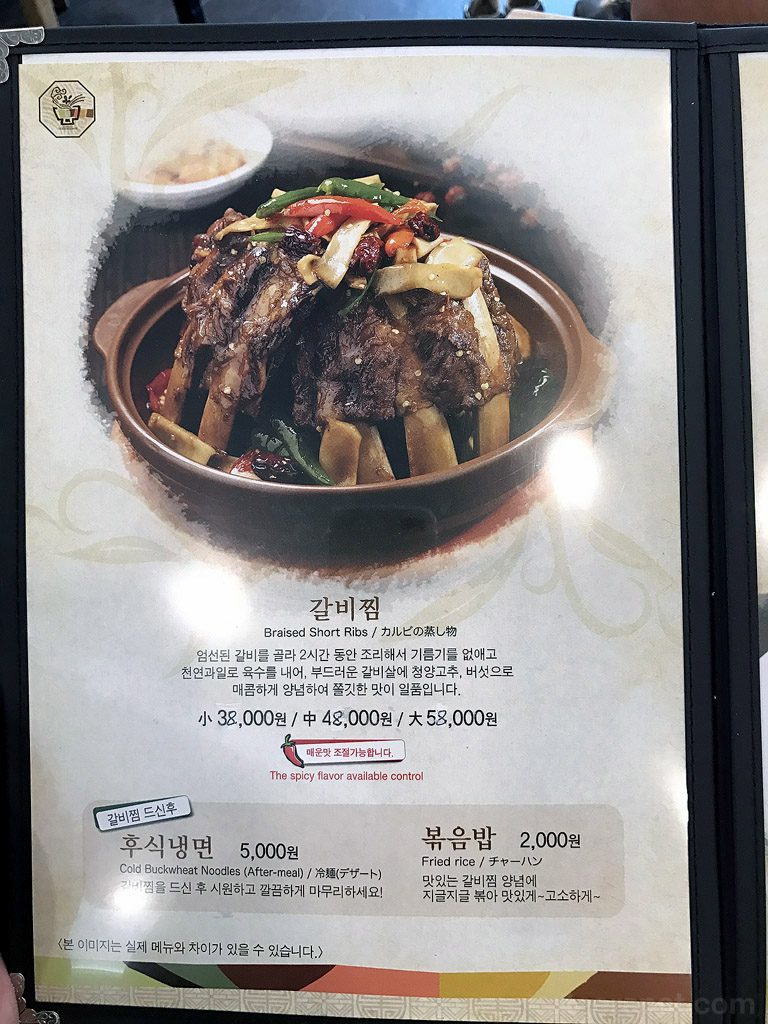 갈비찜
Braised Short Ribs / カルビの蒸し物
엄선된 갈비를 골라 2시간 동안 조리해서 기름기를 없애고
천연과일로 육수를 내어, 부드러운 갈비살에 청양고추, 버섯으로
매콤하게 양념하여 쫄깃한 맛이 일품입니다.
小 38,000원 / 中 48,000원 / 大 58,000원
매운맛 조절가능합니다.
The spicy flavor available control
갈비찜 드신후
후식냉면 5,000원
Cold Buckwheat Noodles (After-meal) / 冷麺(デザート)
갈비찜을 드신 후 시원하고 깔끔하게 마무리하세요!
볶음밥 2,000원
Fried rice / チャーハン
맛있는 갈비찜 양념에
지글지글 볶아 맛있게~고소하게~
〈본 이미지는 실제 메뉴와 차이가 있을 수 있습니다.〉